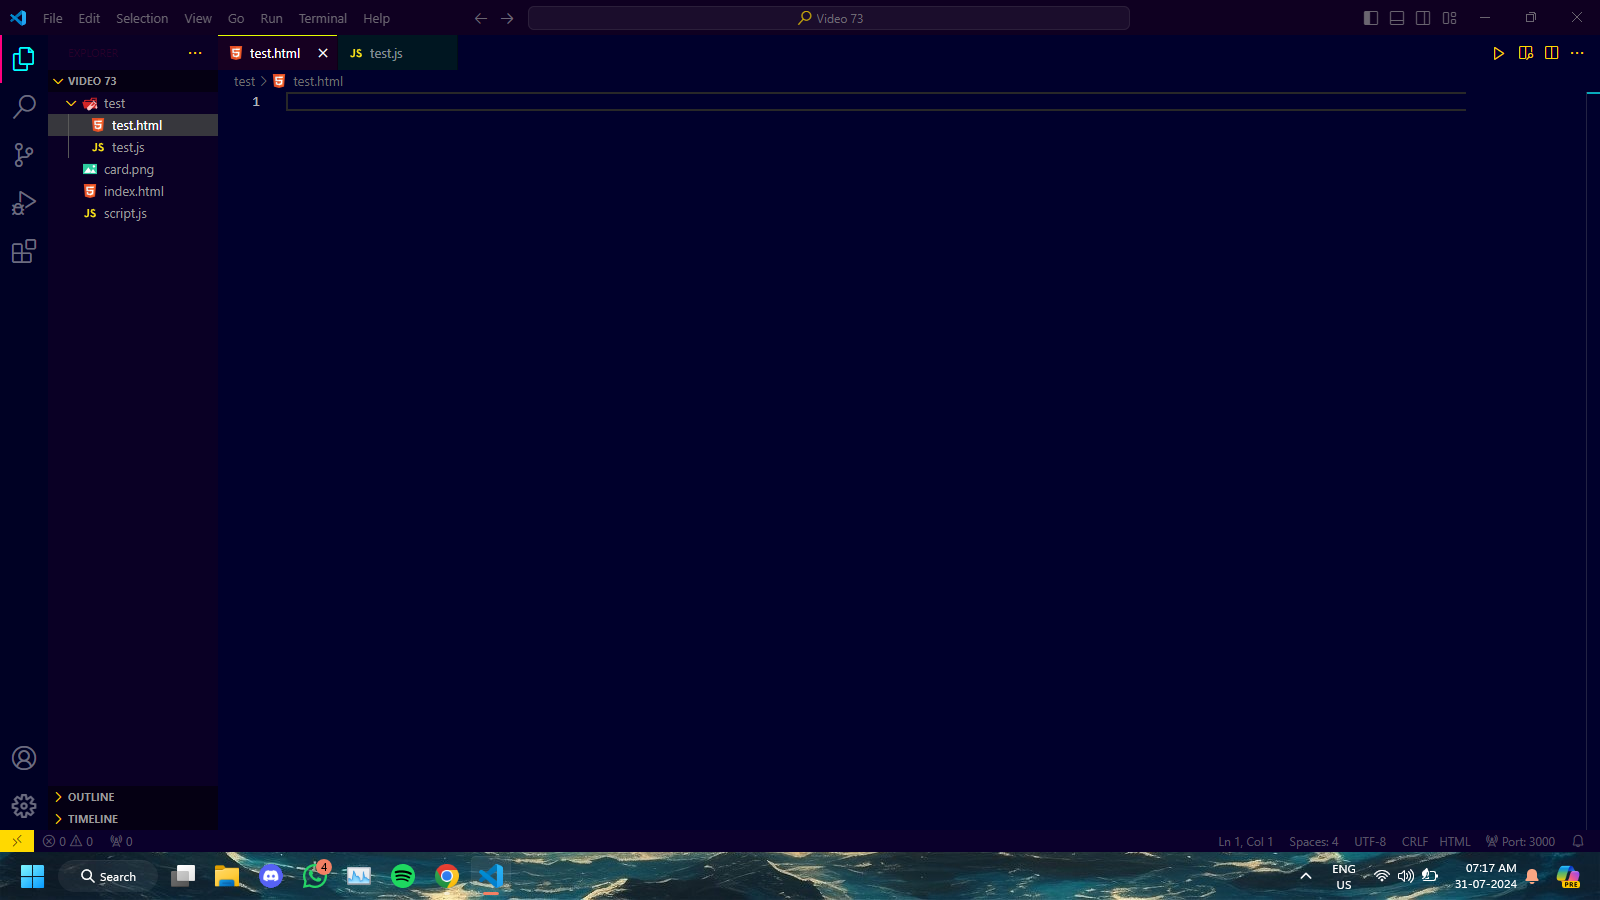 File Edit Selection View Go Run Terminal Help
Video 73
EXPLORER
test.html
JS test.js
VIDEO 73
test > test.html
1
test
test.html
JS test.js
card.png
index.html
JS script.js
OUTLINE
TIMELINE
0 0 0
Ln 1, Col 1 Spaces: 4 UTF-8 CRLF HTML Port: 3000
Search
4
ENG
US
07:17 AM
31-07-2024
PRE